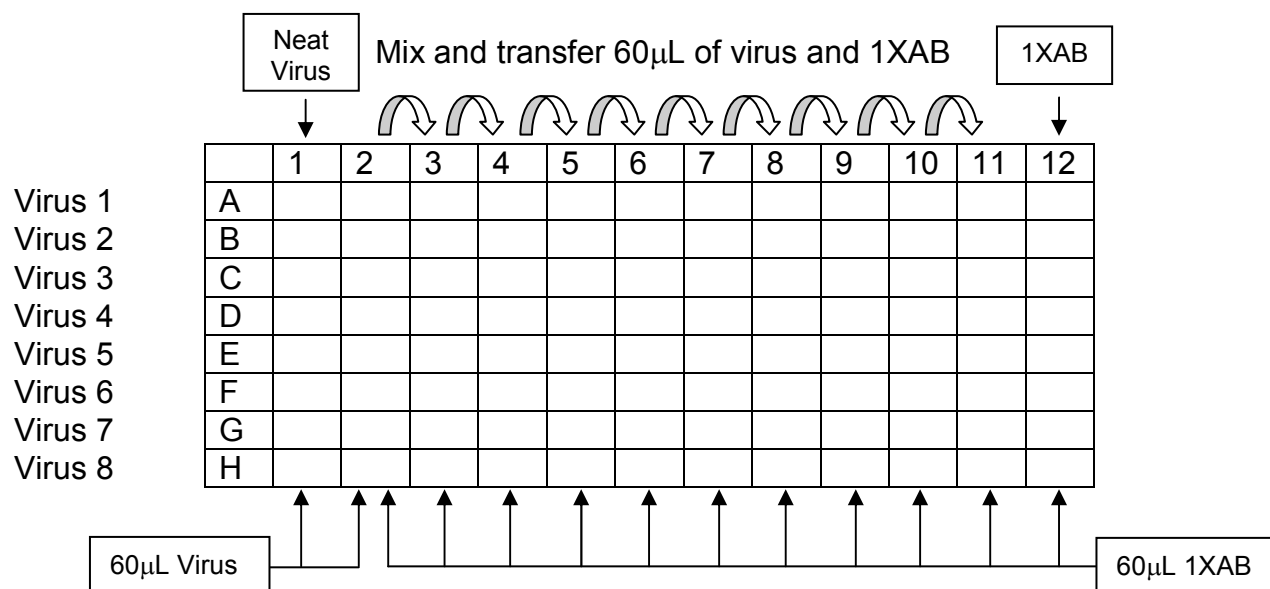 Neat
Virus
Mix and transfer 60µL of virus and 1XAB
1XAB
1 2 3 4 5 6 7 8 9 10 11 12
Virus 1 A
Virus 2 B
Virus 3 C
Virus 4 D
Virus 5 E
Virus 6 F
Virus 7 G
Virus 8 H
60µL Virus
60µL 1XAB